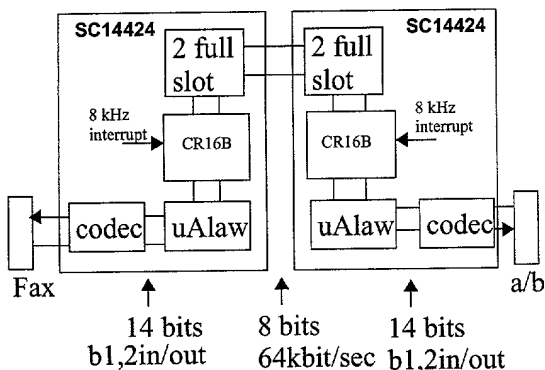 SC14424
SC14424
2 full
slot
2 full
slot
8 kHz
interrupt
CR16B
CR16B
8 kHz
interrupt
codec
uAlaw
uAlaw
codec
Fax
a/b
14 bits
b1,2in/out
8 bits
64kbit/sec
14 bits
b1,2in/out